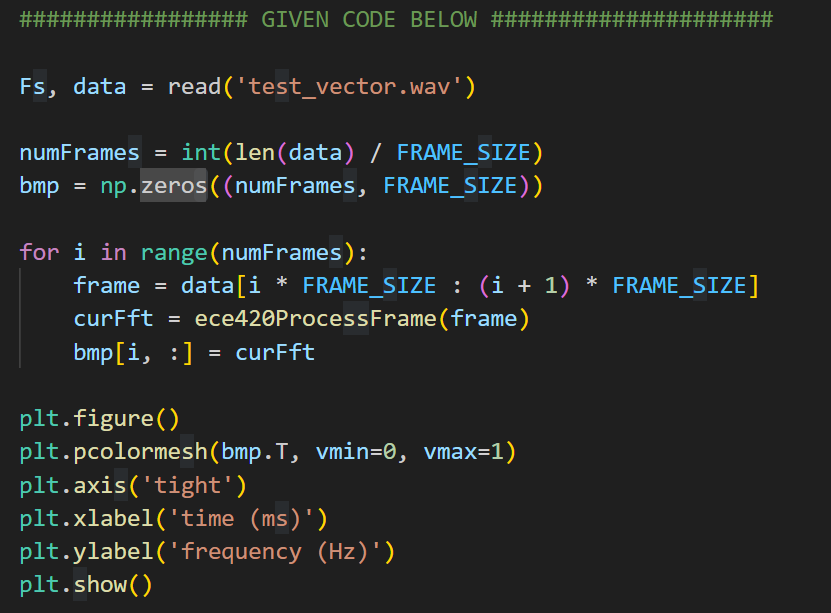 ################# GIVEN CODE BELOW #####################
Fs, data = read('test_vector.wav')
numFrames = int(len(data) / FRAME_SIZE)
bmp = np.zeros((numFrames, FRAME_SIZE))
for i in range(numFrames):
    frame = data[i * FRAME_SIZE : (i + 1) * FRAME_SIZE]
    curFft = ece420ProcessFrame(frame)
    bmp[i, :] = curFft
plt.figure()
plt.pcolormesh(bmp.T, vmin=0, vmax=1)
plt.axis('tight')
plt.xlabel('time (ms)')
plt.ylabel('frequency (Hz)')
plt.show()